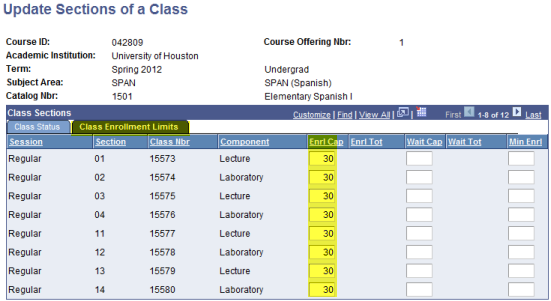 Update Sections of a Class
Course ID: 042809 Course Offering Nbr: 1
Academic Institution: University of Houston
Term: Spring 2012 Undergrad
Subject Area: SPAN SPAN (Spanish)
Catalog Nbr: 1501 Elementary Spanish I
Class Sections Customize | Find | View All | | First 1-8 of 12 Last
Class Status Class Enrollment Limits
Session Section Class Nbr Component Enrl Cap Enrl Tot Wait Cap Wait Tot Min Enrl
Regular 01 15573 Lecture 30
Regular 02 15574 Laboratory 30
Regular 03 15575 Lecture 30
Regular 04 15576 Laboratory 30
Regular 11 15577 Lecture 30
Regular 12 15578 Laboratory 30
Regular 13 15579 Lecture 30
Regular 14 15580 Laboratory 30